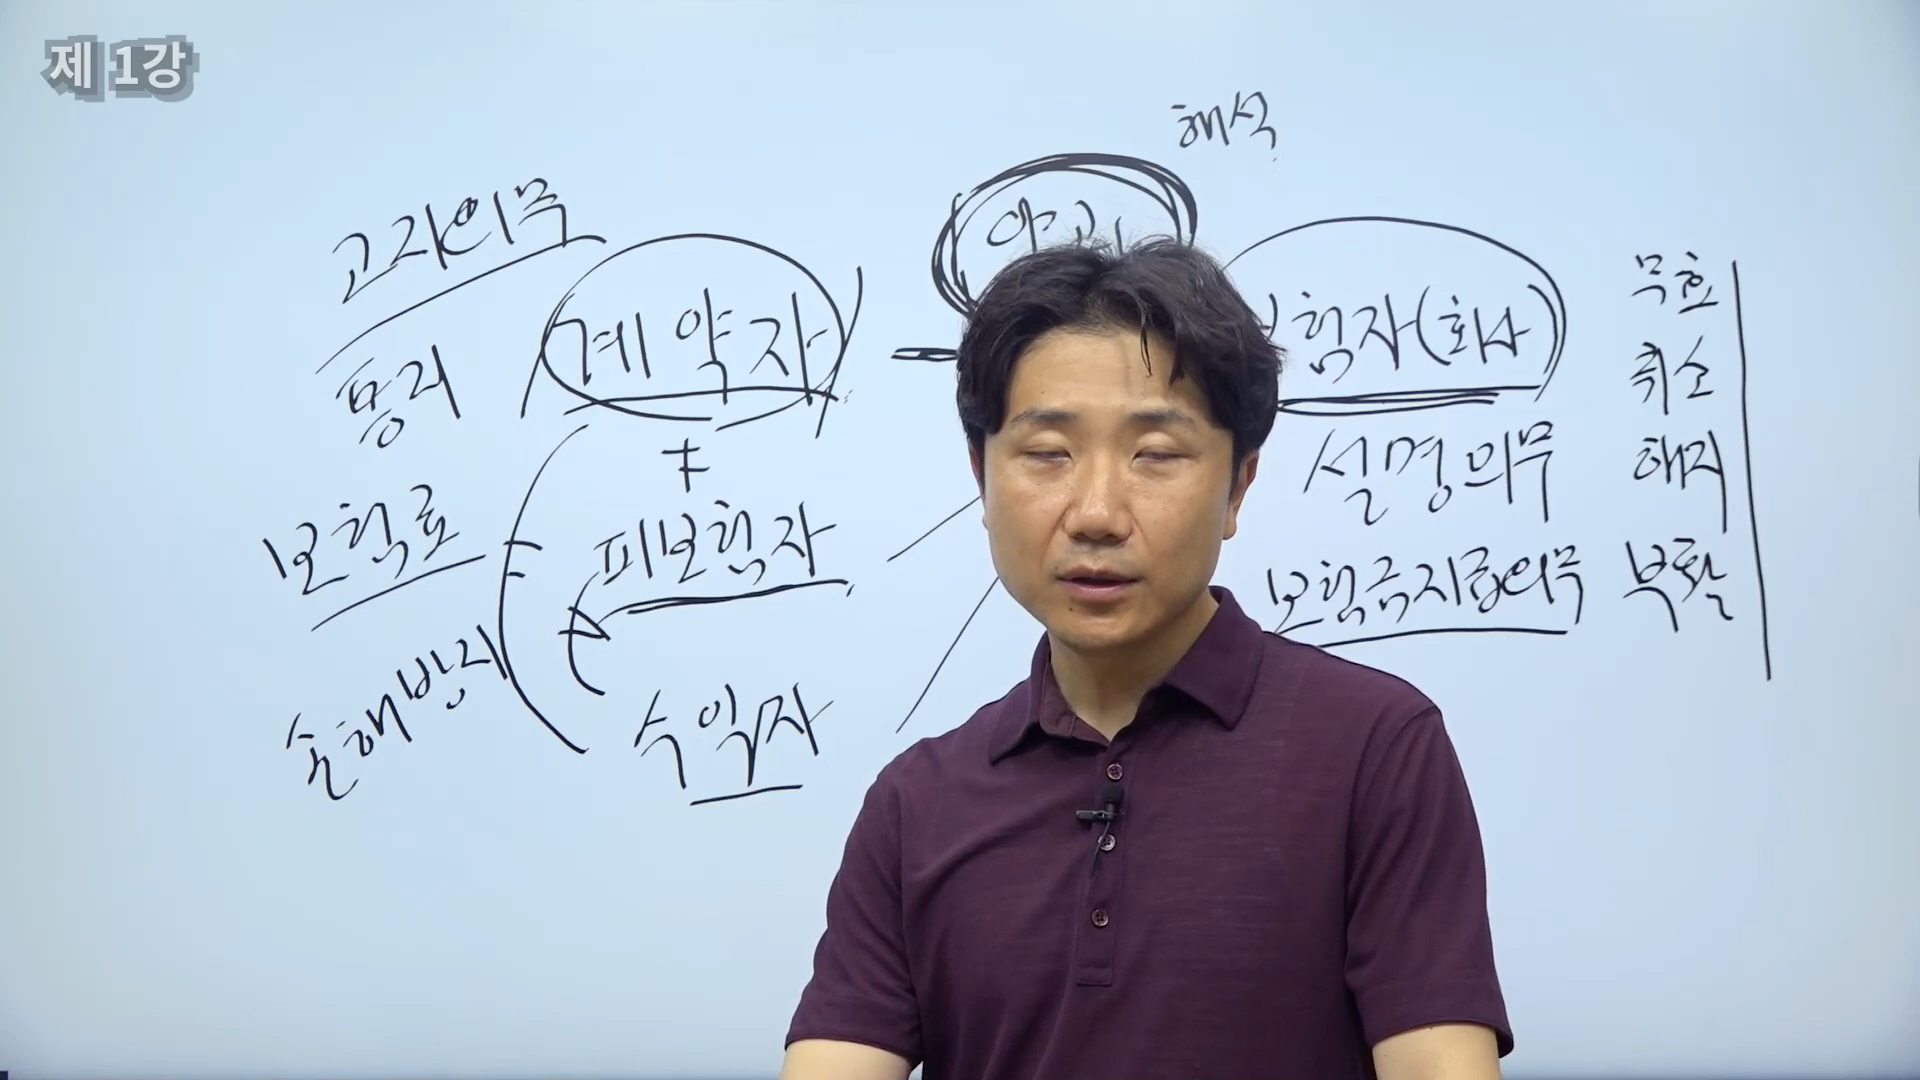 제 1강
해석
고지의무
통지
보험료
손해방지
계약자
≠
피보험자
수익자
약관
보험자(회사)
설명의무
보험금지급의무
무효
취소
해지
부활